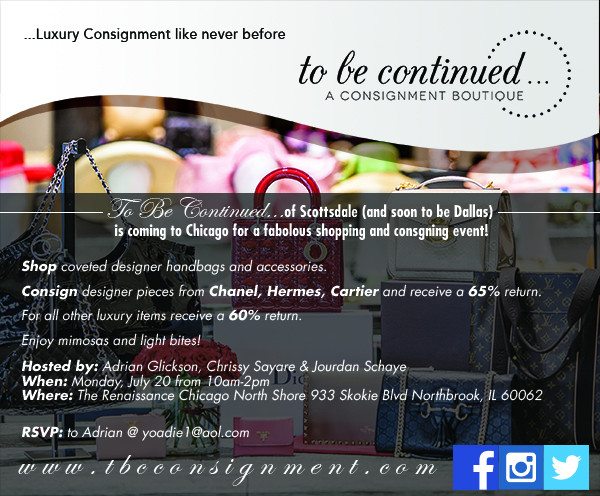 ...Luxury Consignment like never before
to be continued...
A CONSIGNMENT BOUTIQUE
To Be Continued...of Scottsdale (and soon to be Dallas)
is coming to Chicago for a fabolous shopping and consgning event!
Shop coveted designer handbags and accessories.
Consign designer pieces from Chanel, Hermes, Cartier and receive a 65% return.
For all other luxury items receive a 60% return.
Enjoy mimosas and light bites!
Hosted by: Adrian Glickson, Chrissy Sayare & Jourdan Schaye
When: Monday, July 20 from 10am-2pm
Where: The Renaissance Chicago North Shore 933 Skokie Blvd Northbrook, IL 60062
Dior
RSVP: to Adrian @ yoadie1@aol.com
www.tbcconsignment.com